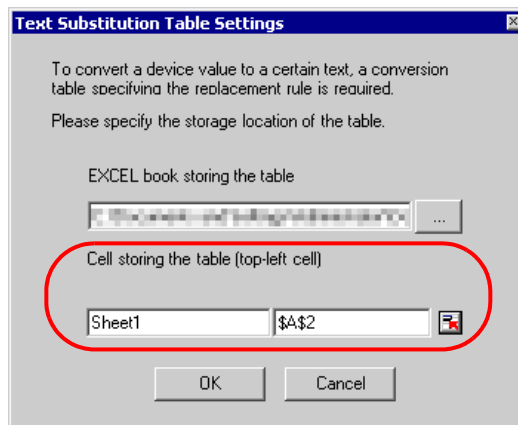 Text Substitution Table Settings
To convert a device value to a certain text, a conversion
table specifying the replacement rule is required.
Please specify the storage location of the table.
EXCEL book storing the table
...
Cell storing the table (top-left cell)
Sheet1 $A$2
OK Cancel